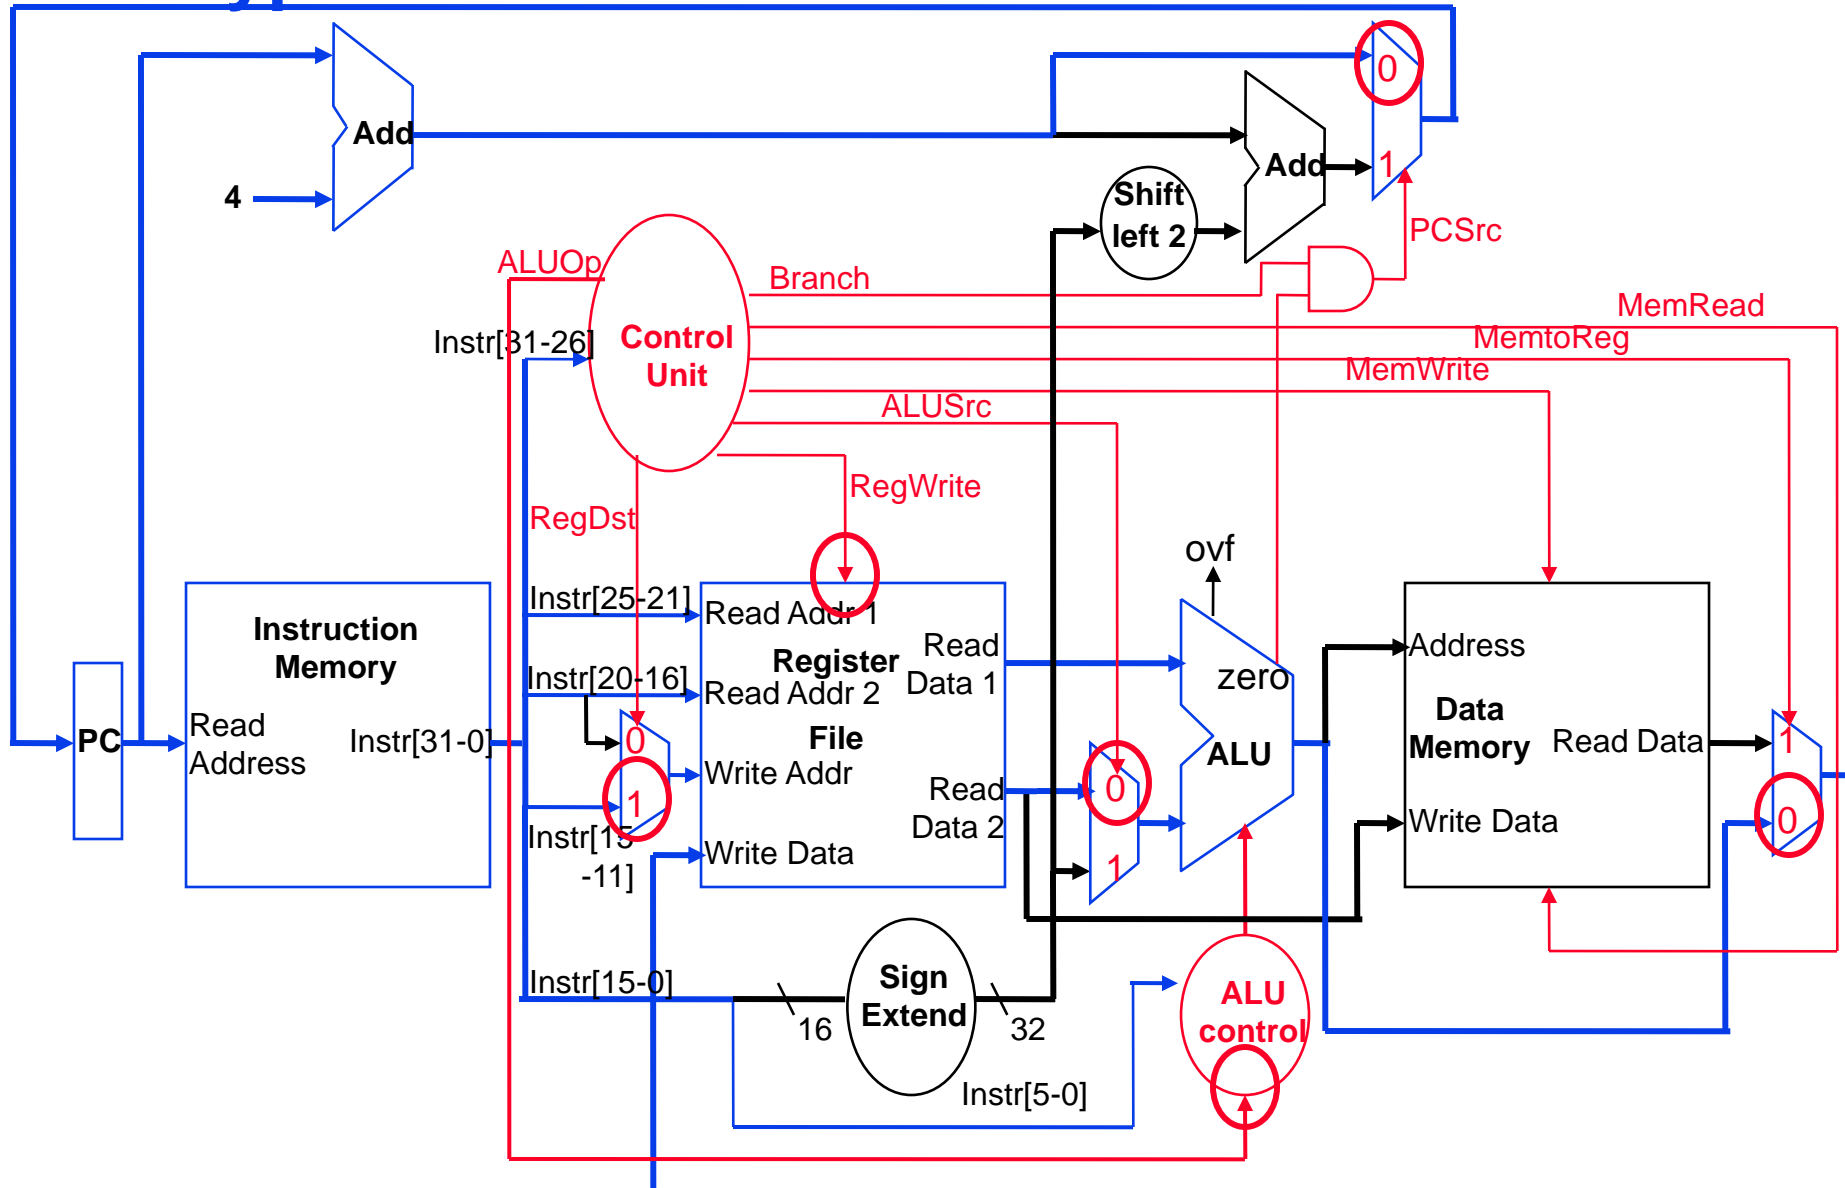 0
Add
Add
1
4
Shift
left 2
PCSrc
ALUOp
Branch
MemRead
Instr[31-26]
Control
Unit
MemtoReg
MemWrite
ALUSrc
RegWrite
RegDst
ovf
Instr[25-21]
Read Addr 1
Instruction
Memory
Register
File
Read
Data 1
Address
Instr[20-16]
Read Addr 2
zero
Data
Memory
PC
Read
Address
Instr[31-0]
0
ALU
Read Data
1
Write Addr
1
Read
Data 2
0
Write Data
0
Instr[15
-11]
Write Data
1
Instr[15-0]
Sign
Extend
ALU
control
16
32
Instr[5-0]